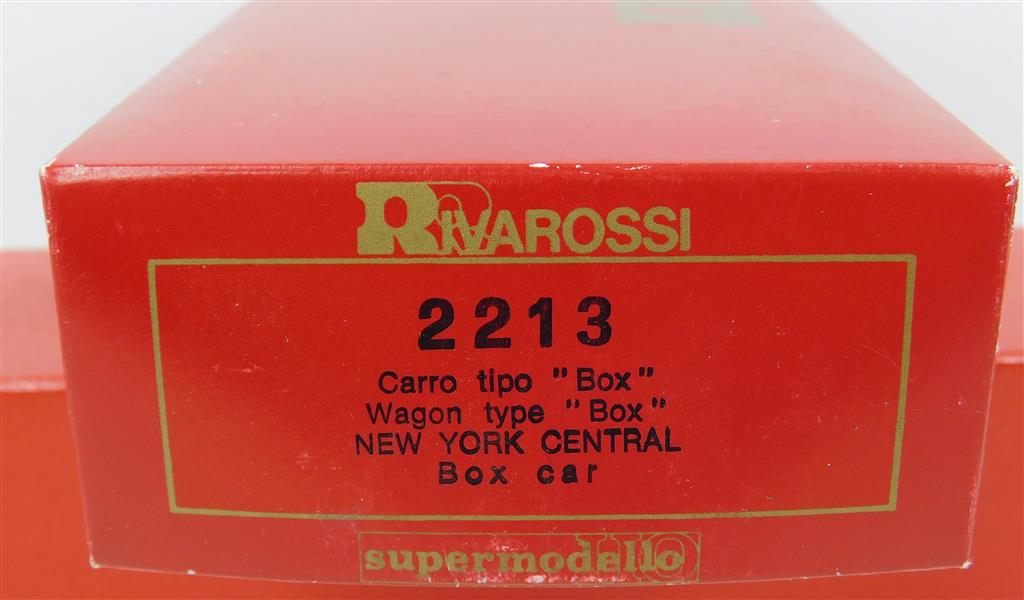 RIVAROSSI
2213
Carro tipo "Box"
Wagon type "Box"
NEW YORK CENTRAL
Box car
supermodello HO